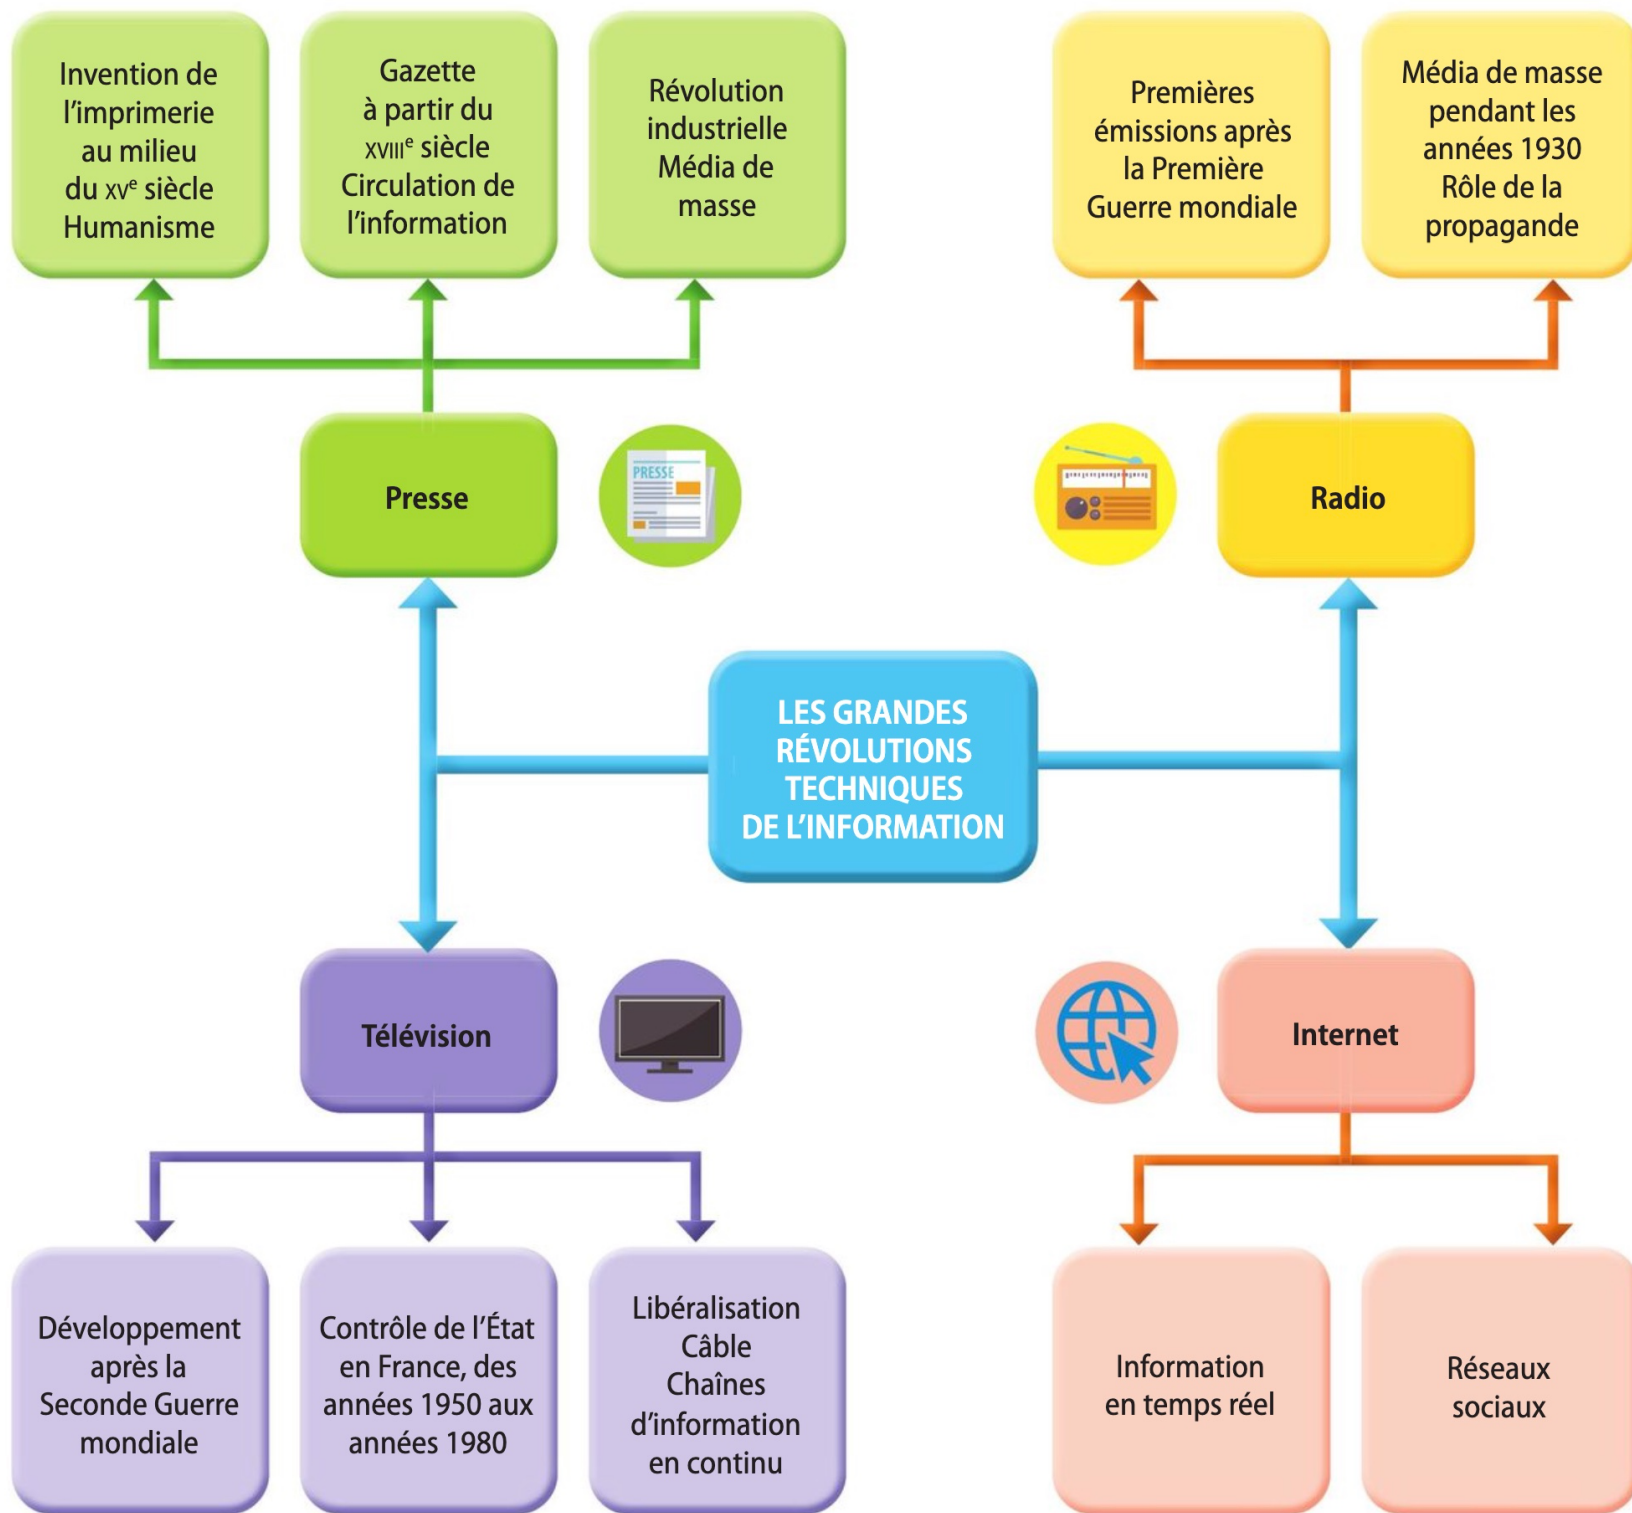 Invention de
l'imprimerie
au milieu
du XVe siècle
Humanisme
Gazette
à partir du
XVIIIe siècle
Circulation de
l'information
Révolution
industrielle
Média de
masse
Premières
émissions après
la Première
Guerre mondiale
Média de masse
pendant les
années 1930
Rôle de la
propagande
Presse
PRESSE
Radio
LES GRANDES
RÉVOLUTIONS
TECHNIQUES
DE L'INFORMATION
Télévision
Internet
Développement
après la
Seconde Guerre
mondiale
Contrôle de l'État
en France, des
années 1950 aux
années 1980
Libéralisation
Câble
Chaînes
d'information
en continu
Information
en temps réel
Réseaux
sociaux